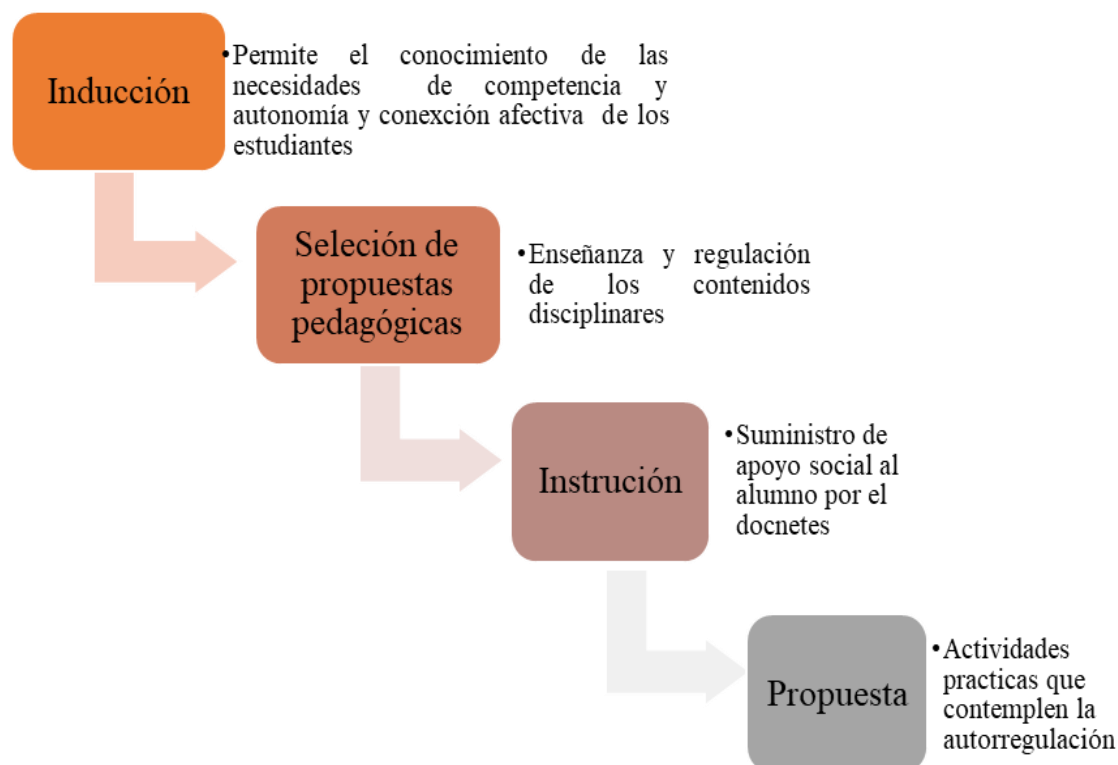 Inducción
•Permite el conocimiento de las
necesidades de competencia y
autonomía y conexción afectiva de los
estudiantes
Seleción de
propuestas
pedagógicas
•Enseñanza y regulación
de los contenidos
disciplinares
Instrución
•Suministro de
apoyo social al
alumno por el
docnetes
Propuesta
•Actividades
practicas que
contemplen la
autorregulación